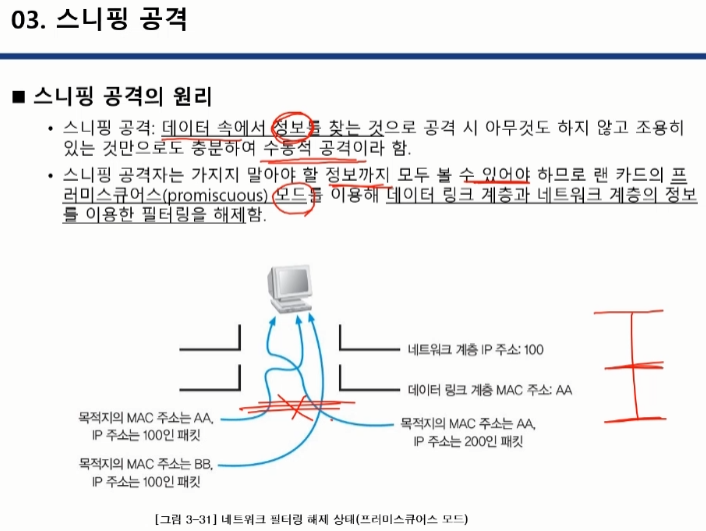 03. 스니핑 공격
■ 스니핑 공격의 원리
• 스니핑 공격: 데이터 속에서 정보를 찾는 것으로 공격 시 아무것도 하지 않고 조용히
있는 것만으로도 충분하여 수동적 공격이라 함.
• 스니핑 공격자는 가지지 말아야 할 정보까지 모두 볼 수 있어야 하므로 랜 카드의 프
러미스큐어스(promiscuous) 모드를 이용해 데이터 링크 계층과 네트워크 계층의 정보
를 이용한 필터링을 해제함.
네트워크 계층 IP 주소: 100
데이터 링크 계층 MAC 주소: AA
목적지의 MAC 주소는 AA,
IP 주소는 100인 패킷
목적지의 MAC 주소는 AA,
IP 주소는 200인 패킷
목적지의 MAC 주소는 BB,
IP 주소는 100인 패킷
[그림 3-31] 네트워크 필터링 해제 상태(프러미스큐어스 모드)